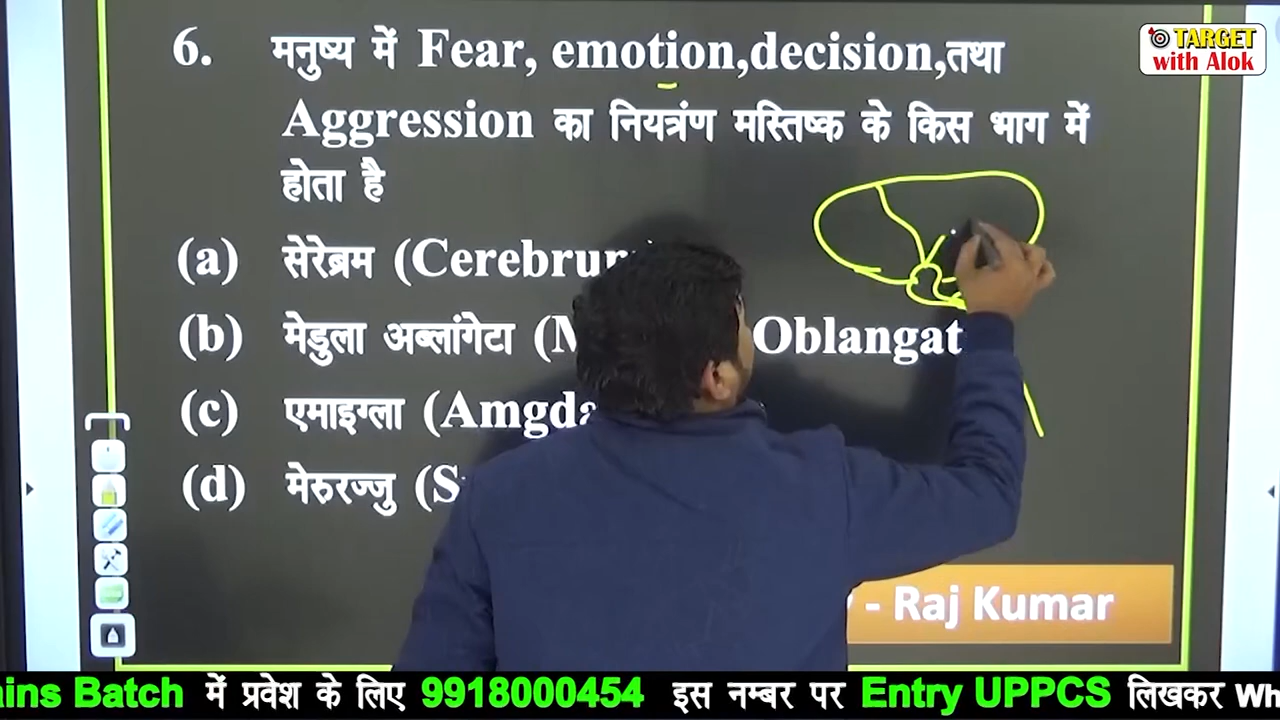 TARGET
with Alok
6. मनुष्य में Fear, emotion,decision,तथा
Aggression का नियत्रंण मस्तिष्क के किस भाग में
होता है
(a) सेरेब्रम (Cerebrum
(b) मेडुला अब्लांगेटा (M Oblangat
(c) एमाइग्ला (Amgda
(d) मेरुरज्जु (S
- Raj Kumar
ins Batch में प्रवेश के लिए 9918000454 इस नम्बर पर Entry UPPCS लिखकर Wh